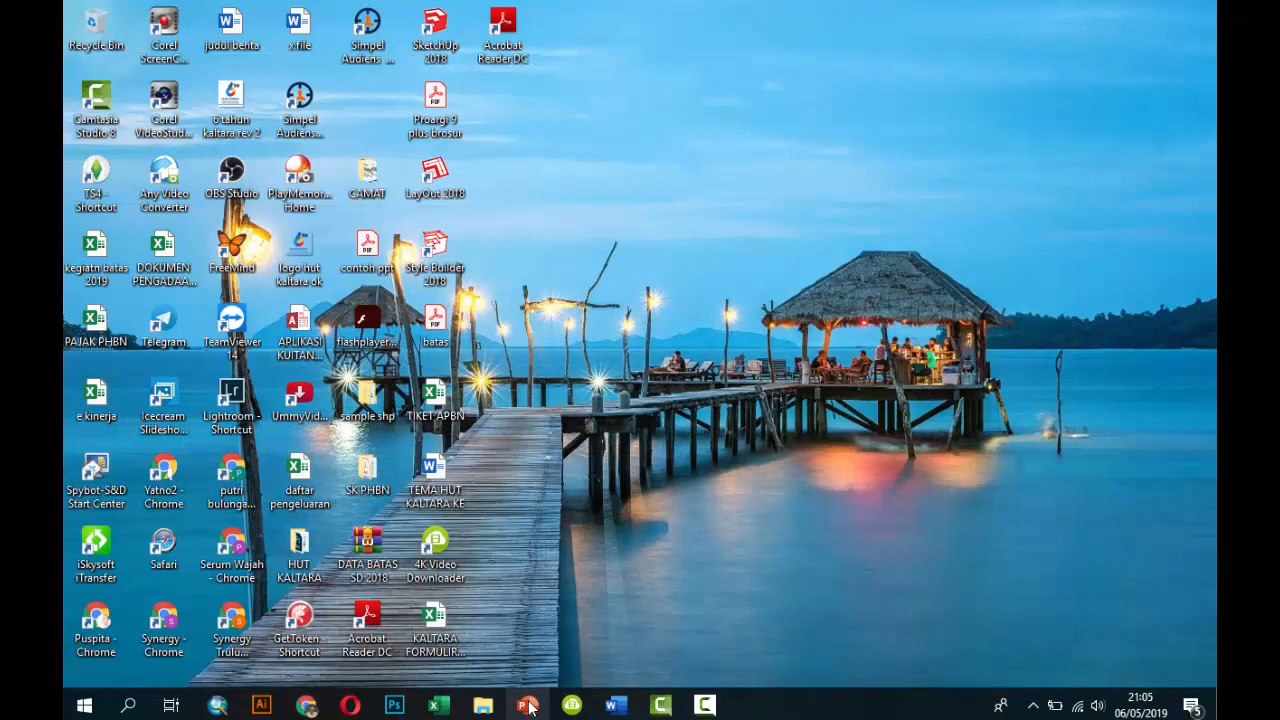 Recycle Bin
Corel
ScreenC...
judul berita
x file
Simpel
Audiens ...
SketchUp
2018
Acrobat
Reader DC
Camtasia
Studio 8
Corel
VideoStud...
6 tahun
kaltara rev 2
Simpel
Audiens...
Proargi 9
plus brosur
TS4 -
Shortcut
Any Video
Converter
OBS Studio
PlayMemor...
Home
CAMAT
LayOut 2018
kegiatn batas
2019
DOKUMEN
PENGADAA...
FreeMind
logo hut
kaltara ok
conton ppt
Style Builder
2018
PAJAK PHBN
Telegram
TeamViewer
14
APLIKASI
KUITAN...
flashplayer...
batas
e kinerja
Icecream
Slidesho...
Lightroom -
Shortcut
UmmyVid...
sample shp
TIKET APBN
Spybot-S&D
Start Center
Yatno2 -
Chrome
putri
bulunga...
daftar
pengeluaran
SK PHBN
TEMA HUT
KALTARA KE
iSkysoft
iTransfer
Safari
Serum Wajah
- Chrome
HUT
KALTARA
DATA BATAS
SD 2018
4K Video
Downloader
Puspita -
Chrome
Synergy -
Chrome
Synergy
Trulu...
GetToken -
Shortcut
Acrobat
Reader DC
KALTARA
FORMULIR...
21:05
06/05/2019
5